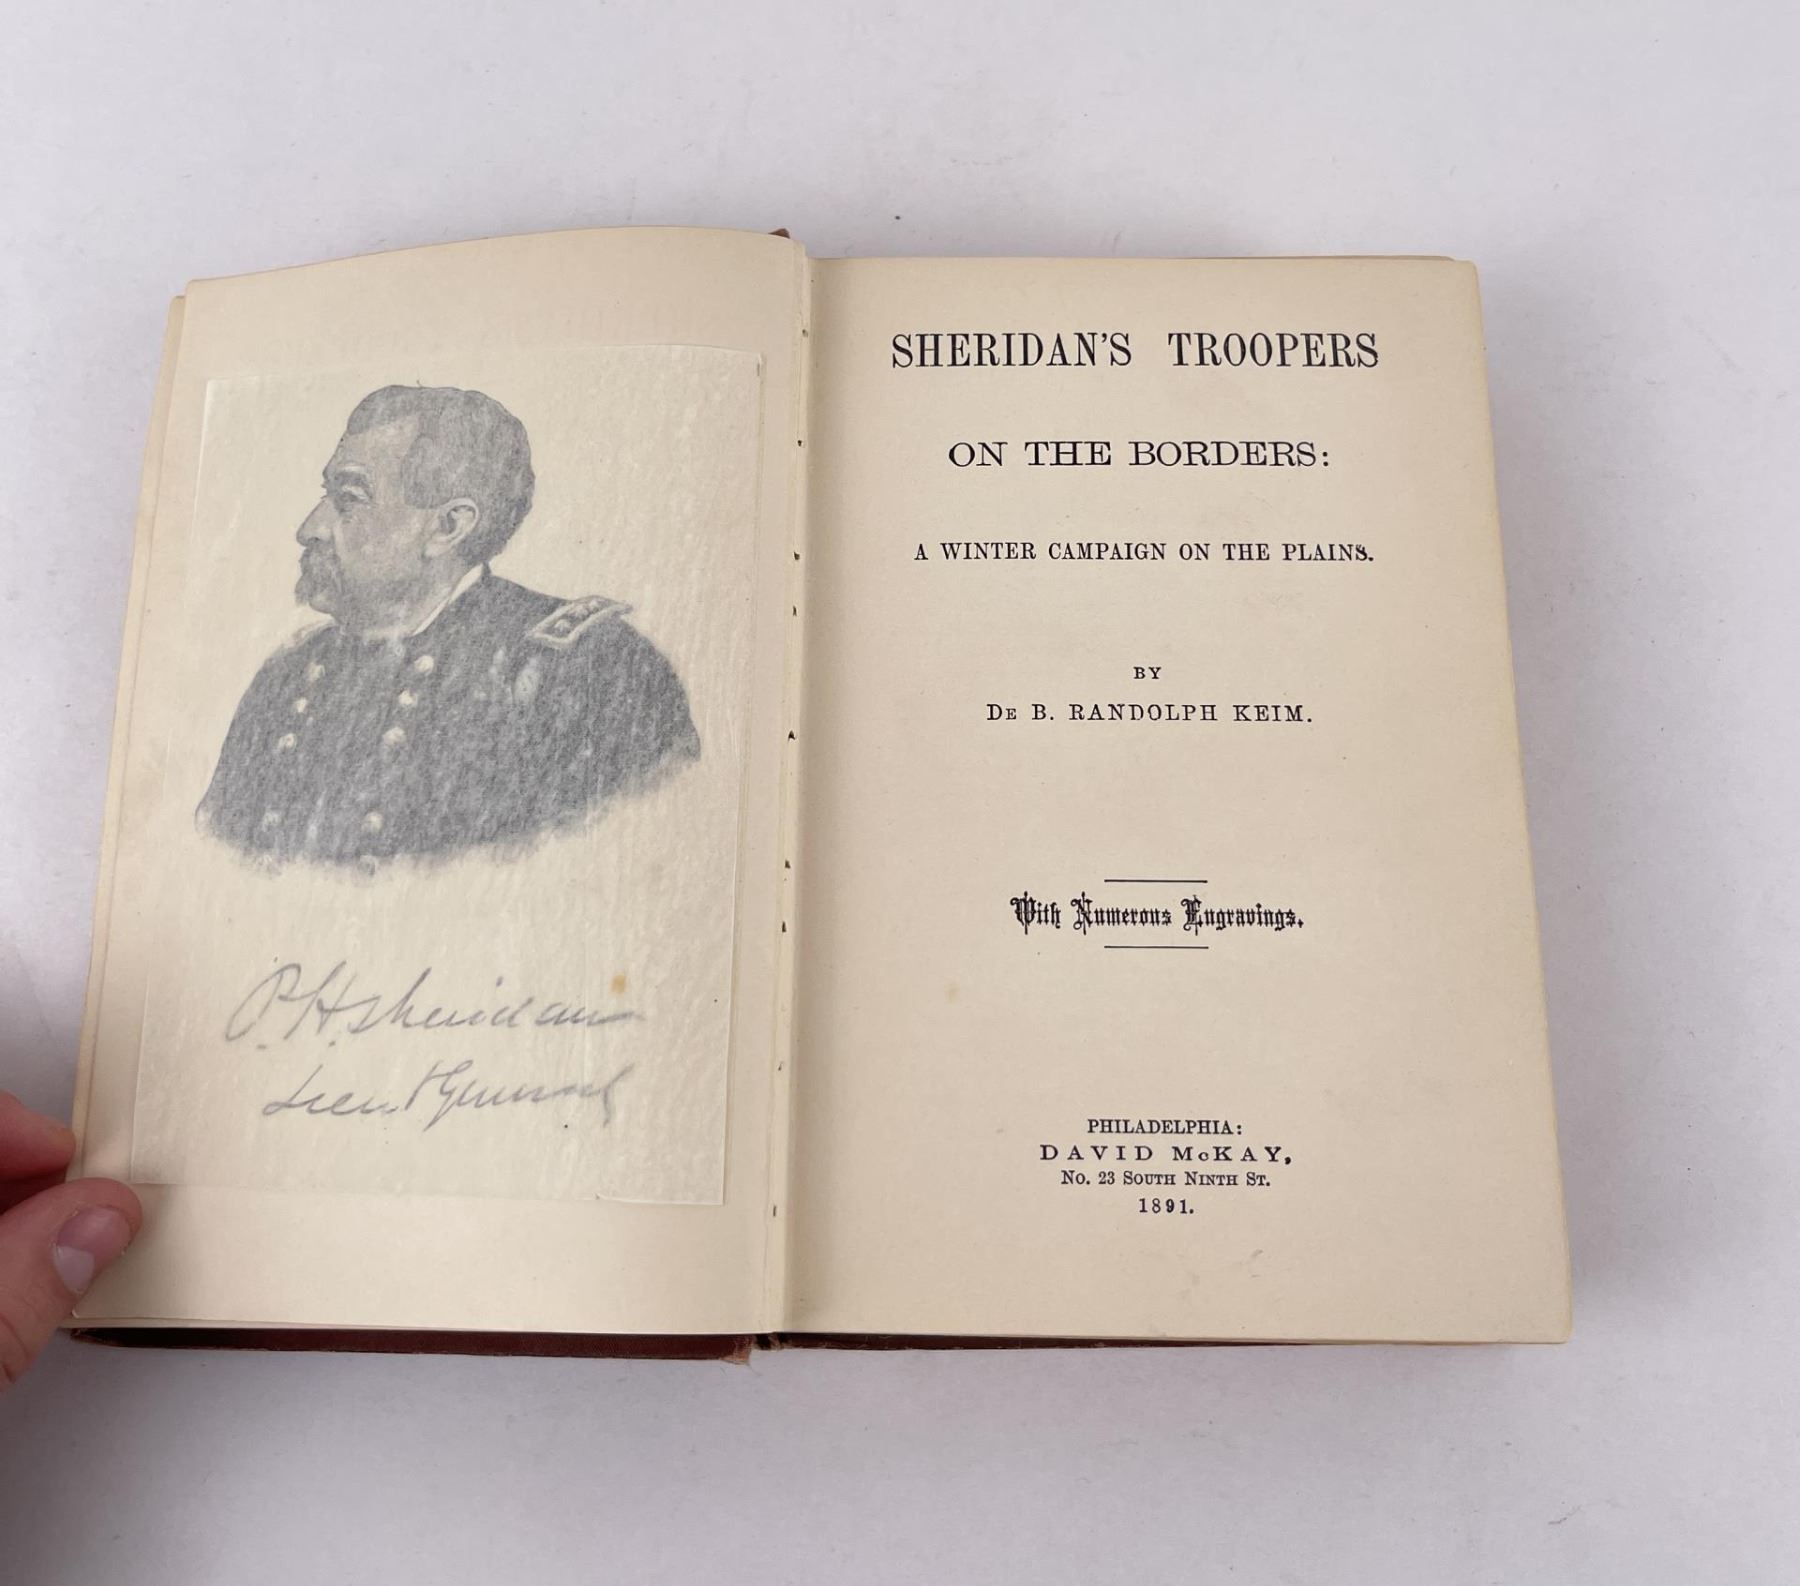 P. H. Sheridan
Lieut General
SHERIDAN'S TROOPERS
ON THE BORDERS:
A WINTER CAMPAIGN ON THE PLAINS.
BY
DE B. RANDOLPH KEIM.
With Numerous Engravings.
PHILADELPHIA:
DAVID McKAY,
No. 23 SOUTH NINTH ST.
1891.